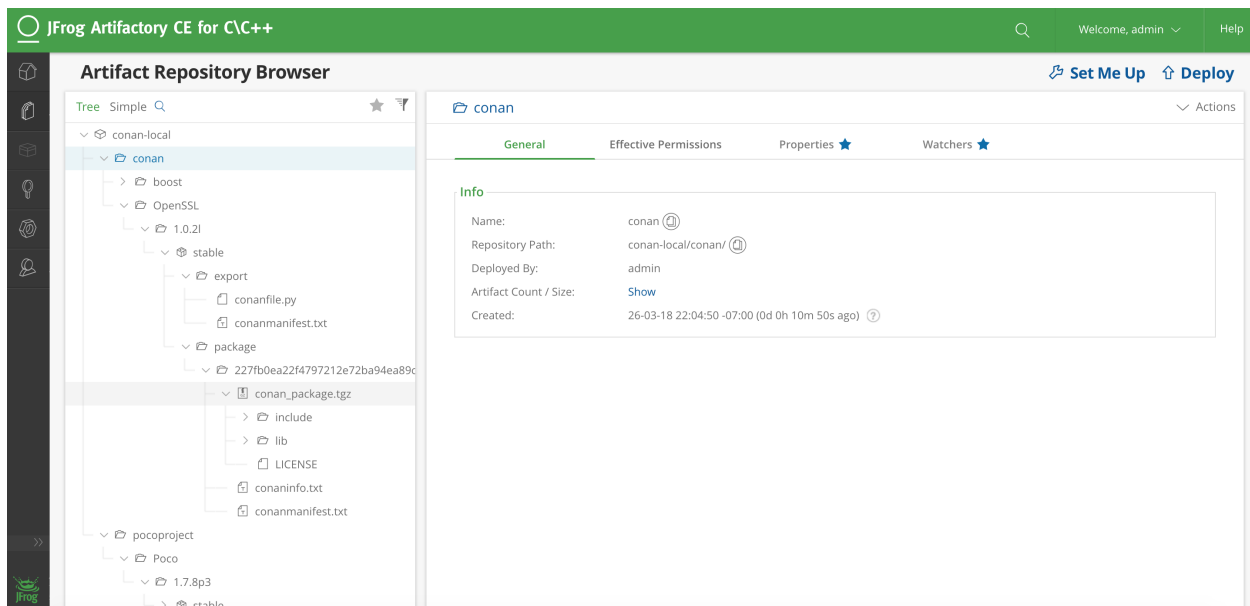 JFrog Artifactory CE for C\C++
Welcome, admin
Help
Artifact Repository Browser
Set Me Up
Deploy
Tree Simple
conan-local
conan
boost
OpenSSL
1.0.2l
stable
export
conanfile.py
conanmanifest.txt
package
227fb0ea22f4797212e72ba94ea89c
conan_package.tgz
include
lib
LICENSE
conaninfo.txt
conanmanifest.txt
pocoproject
Poco
1.7.8p3
stable
JFrog
conan
Actions
General Effective Permissions Properties Watchers
Info
Name: conan
Repository Path: conan-local/conan/
Deployed By: admin
Artifact Count / Size: Show
Created: 26-03-18 22:04:50 -07:00 (0d 0h 10m 50s ago)